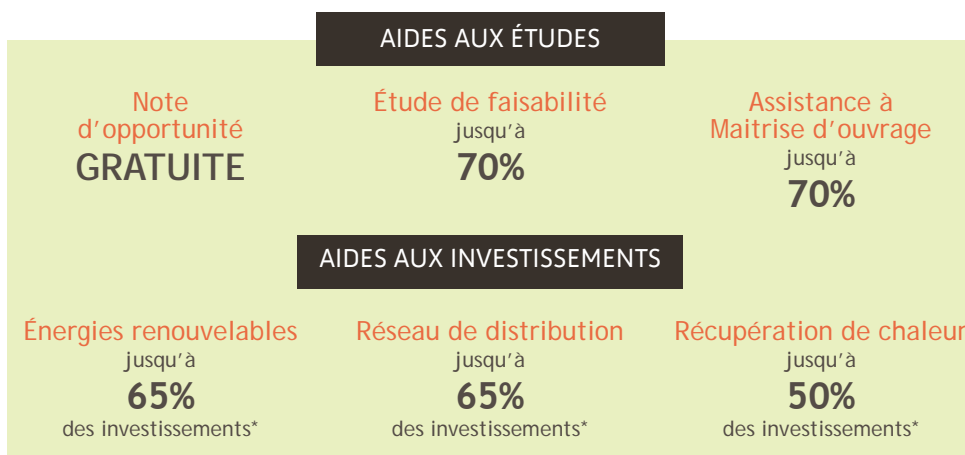 AIDES AUX ÉTUDES
Note
d'opportunité
GRATUITE
Étude de faisabilité
jusqu'à
70%
Assistance à
Maitrise d'ouvrage
jusqu'à
70%
AIDES AUX INVESTISSEMENTS
Énergies renouvelables
jusqu'à
65%
des investissements*
Réseau de distribution
jusqu'à
65%
des investissements*
Récupération de chaleur
jusqu'à
50%
des investissements*